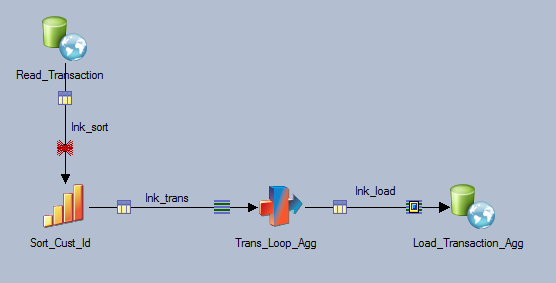 Read_Transaction
lnk_sort
lnk_trans
lnk_load
Sort_Cust_Id
Trans_Loop_Agg
Load_Transaction_Agg